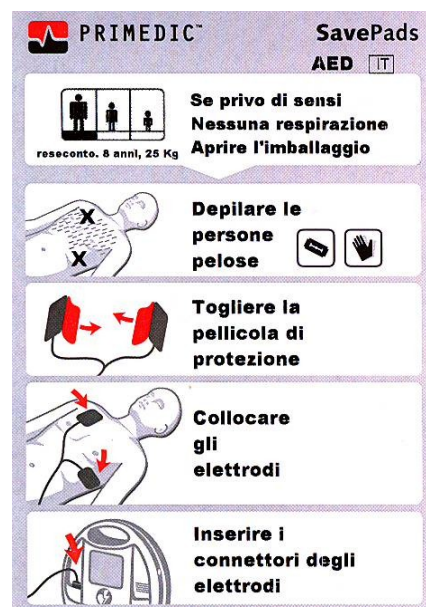 PRIMEDIC™
SavePads
AED IT
Se privo di sensi
Nessuna respirazione
Aprire l'imballaggio
reseconto. 8 anni, 25 Kg
Depilare le
persone
pelose
Togliere la
pellicola di
protezione
Collocare
gli
elettrodi
Inserire i
connettori degli
elettrodi